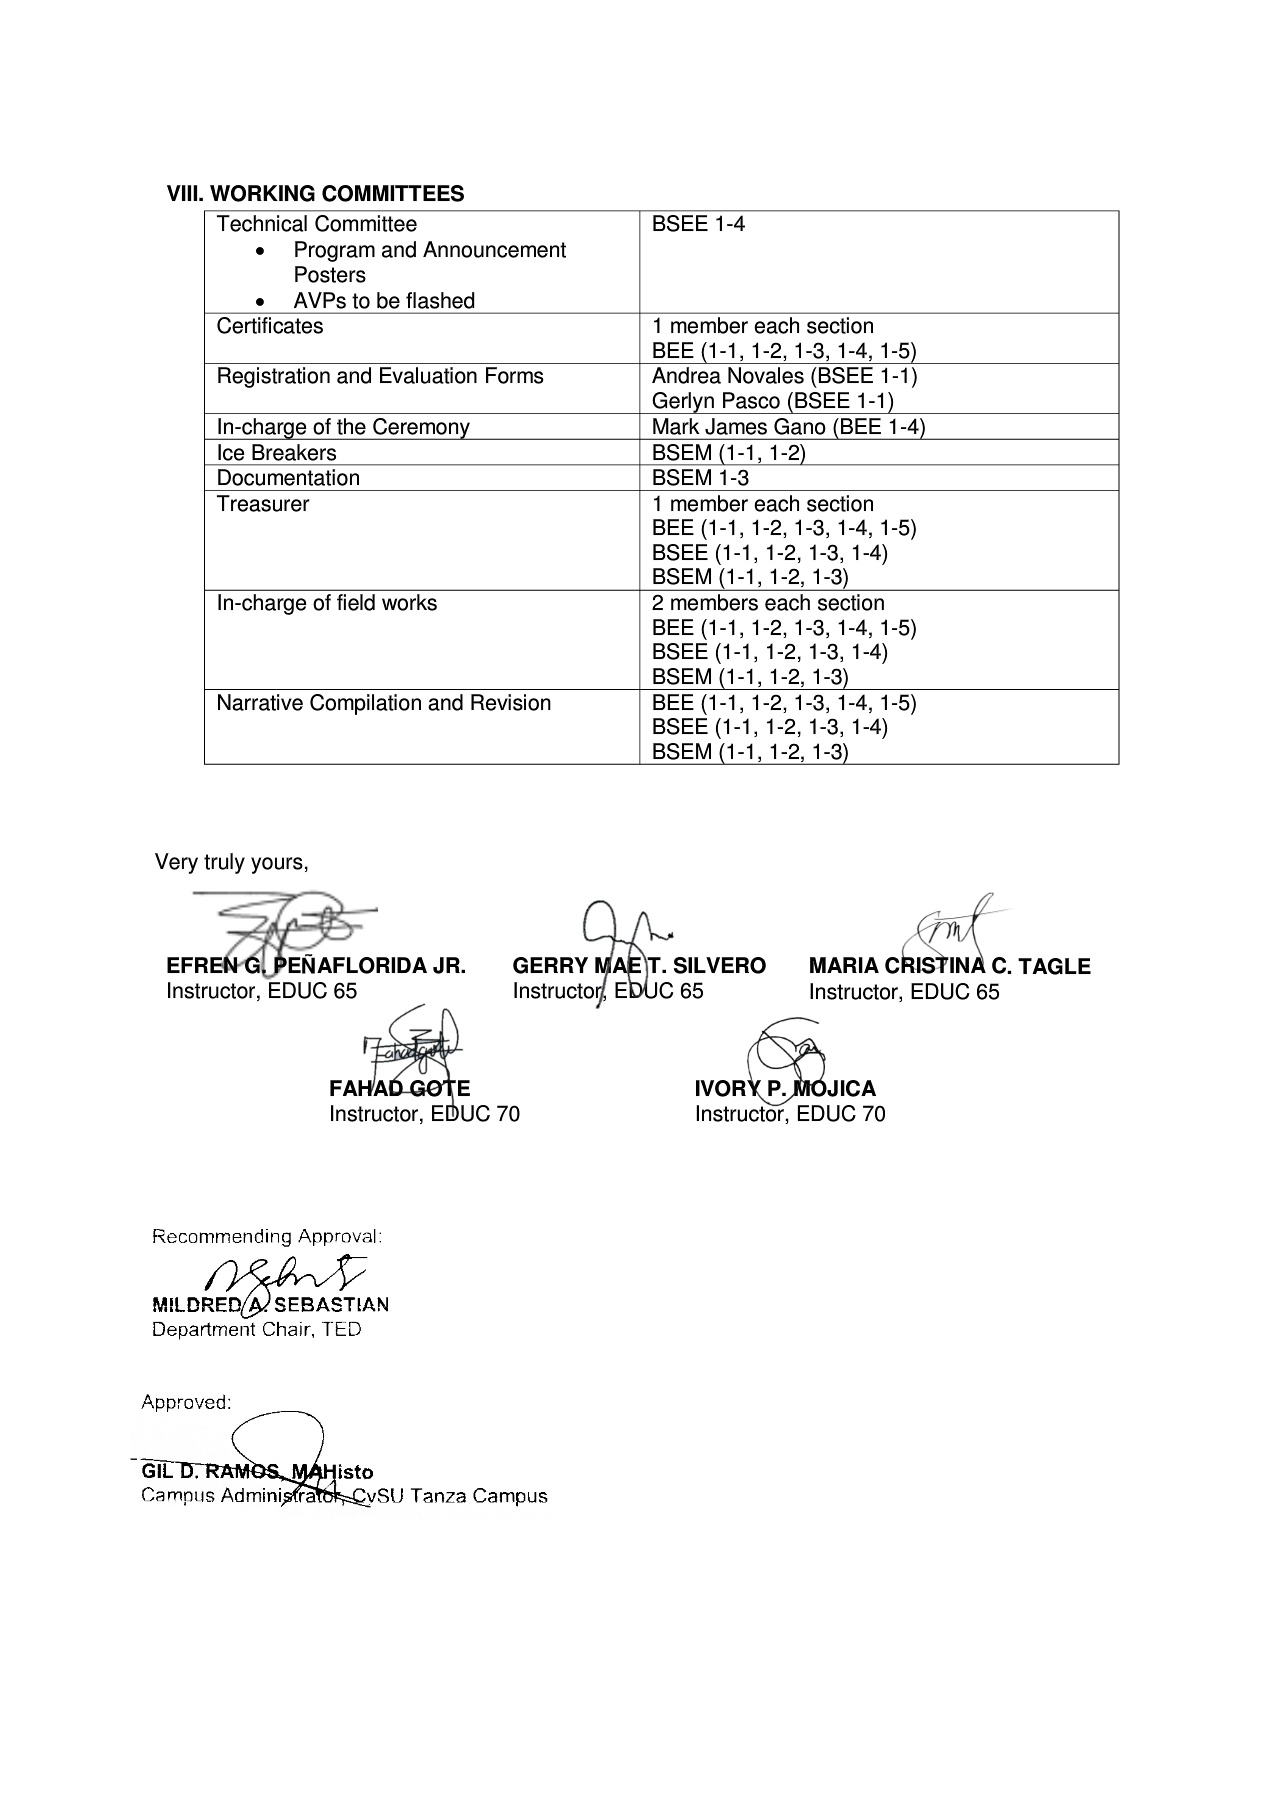 VIII. WORKING COMMITTEES
Technical Committee
• Program and Announcement
Posters
• AVPs to be flashed
BSEE 1-4
Certificates
1 member each section
BEE (1-1, 1-2, 1-3, 1-4, 1-5)
Registration and Evaluation Forms
Andrea Novales (BSEE 1-1)
Gerlyn Pasco (BSEE 1-1)
In-charge of the Ceremony
Mark James Gano (BEE 1-4)
Ice Breakers
BSEM (1-1, 1-2)
Documentation
BSEM 1-3
Treasurer
1 member each section
BEE (1-1, 1-2, 1-3, 1-4, 1-5)
BSEE (1-1, 1-2, 1-3, 1-4)
BSEM (1-1, 1-2, 1-3)
In-charge of field works
2 members each section
BEE (1-1, 1-2, 1-3, 1-4, 1-5)
BSEE (1-1, 1-2, 1-3, 1-4)
BSEM (1-1, 1-2, 1-3)
Narrative Compilation and Revision
BEE (1-1, 1-2, 1-3, 1-4, 1-5)
BSEE (1-1, 1-2, 1-3, 1-4)
BSEM (1-1, 1-2, 1-3)
Very truly yours,
EFREN G. PEÑAFLORIDA JR. GERRY MAE T. SILVERO MARIA CRISTINA C. TAGLE
Instructor, EDUC 65 Instructor, EDUC 65 Instructor, EDUC 65
FAHAD GOTE IVORY P. MOJICA
Instructor, EDUC 70 Instructor, EDUC 70
Recommending Approval:
MILDRED A. SEBASTIAN
Department Chair, TED
Approved:
GIL D. RAMOS, MAHisto
Campus Administrator, CvSU Tanza Campus